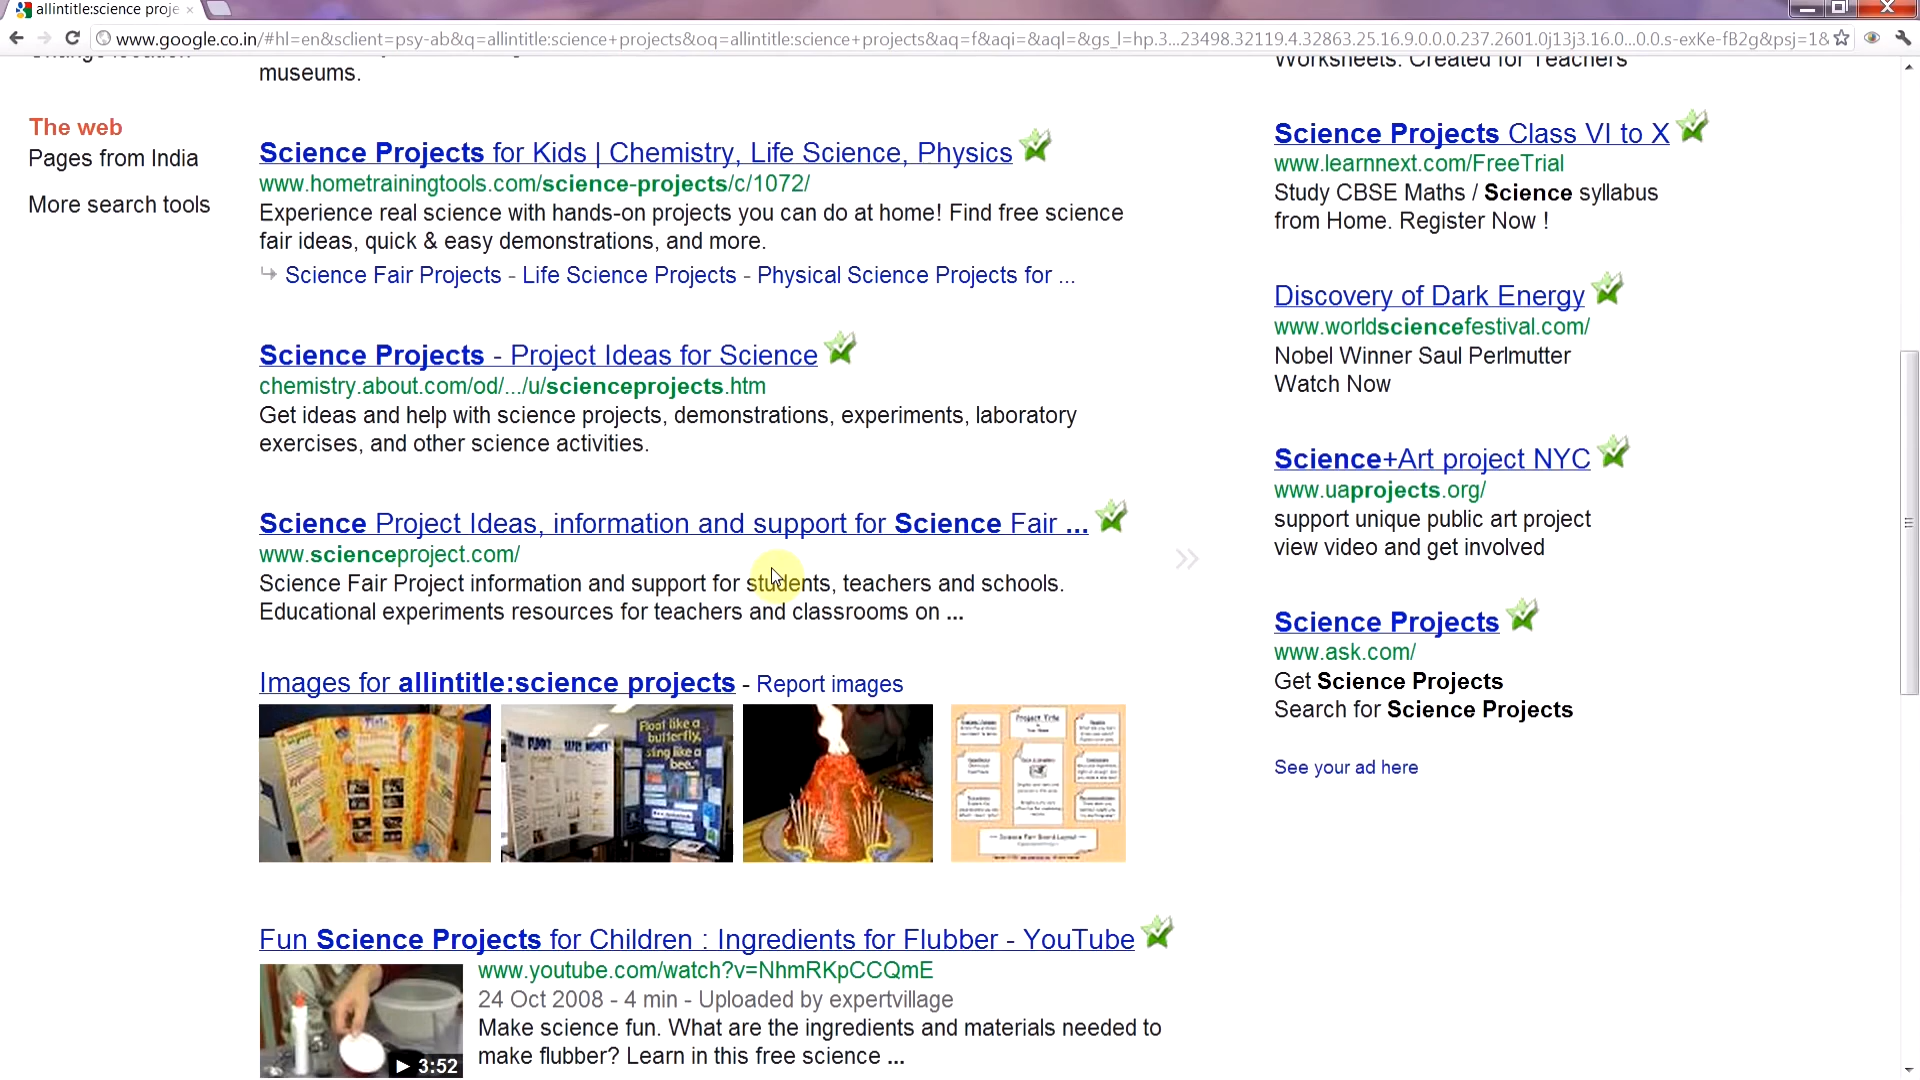 allintitle:science proje
www.google.co.in/#hl=en&sclient=psy-ab&q=allintitle:science+projects&oq=allintitle:science+projects&aq=f&aqi=&aql=&gs_l=hp.3...23498.32119.4.32863.25.16.9.0.0.0.237.2601.0j13j3.16.0...0.0.s-exKe-fB2g&psj=1&
museums.
Worksheets. Created for Teachers
The web
Pages from India
More search tools
Science Projects for Kids | Chemistry, Life Science, Physics
www.hometrainingtools.com/science-projects/c/1072/
Experience real science with hands-on projects you can do at home! Find free science
fair ideas, quick & easy demonstrations, and more.
Science Fair Projects - Life Science Projects - Physical Science Projects for ...
Science Projects - Project Ideas for Science
chemistry.about.com/od/.../u/scienceprojects.htm
Get ideas and help with science projects, demonstrations, experiments, laboratory
exercises, and other science activities.
Science Project Ideas, information and support for Science Fair ...
www.scienceproject.com/
Science Fair Project information and support for students, teachers and schools.
Educational experiments resources for teachers and classrooms on ...
Images for allintitle:science projects - Report images
Float like a
butterfly,
sting like a
bee.
Project Title
Fun Science Projects for Children : Ingredients for Flubber - YouTube
www.youtube.com/watch?v=NhmRKpCCQmE
24 Oct 2008 - 4 min - Uploaded by expertvillage
Make science fun. What are the ingredients and materials needed to
make flubber? Learn in this free science ...
3:52
Science Projects Class VI to X
www.learnnext.com/FreeTrial
Study CBSE Maths / Science syllabus
from Home. Register Now !
Discovery of Dark Energy
www.worldsciencefestival.com/
Nobel Winner Saul Perlmutter
Watch Now
Science+Art project NYC
www.uaprojects.org/
support unique public art project
view video and get involved
Science Projects
www.ask.com/
Get Science Projects
Search for Science Projects
See your ad here